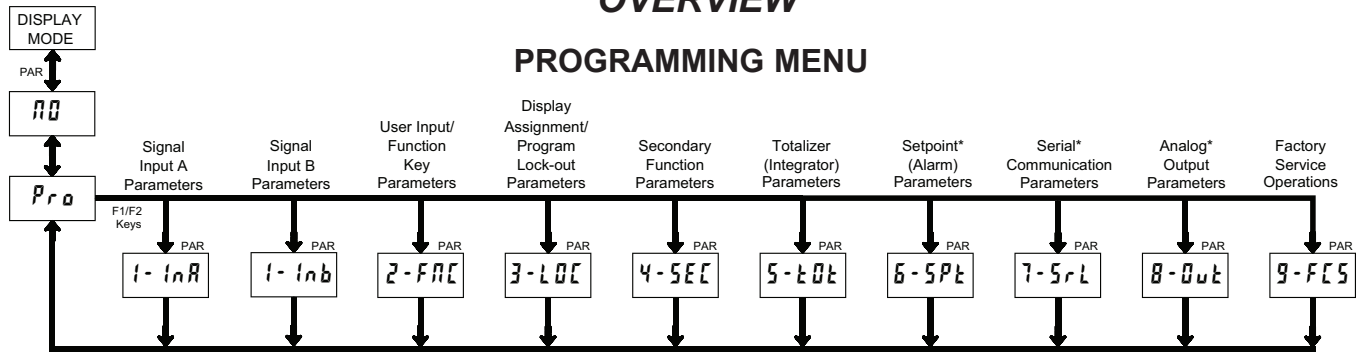 OVERVIEW
PROGRAMMING MENU
DISPLAY
MODE
PAR
NO
Pro
F1/F2
Keys
Signal
Input A
Parameters
PAR
1-InA
Signal
Input B
Parameters
PAR
1-Inb
User Input/
Function
Key
Parameters
PAR
2-FNC
Display
Assignment/
Program
Lock-out
Parameters
PAR
3-LOC
Secondary
Function
Parameters
PAR
4-SEC
Totalizer
(Integrator)
Parameters
PAR
5-tOt
Setpoint*
(Alarm)
Parameters
PAR
6-SPt
Serial*
Communication
Parameters
PAR
7-SrL
Analog*
Output
Parameters
PAR
8-Out
Factory
Service
Operations
PAR
9-FCS